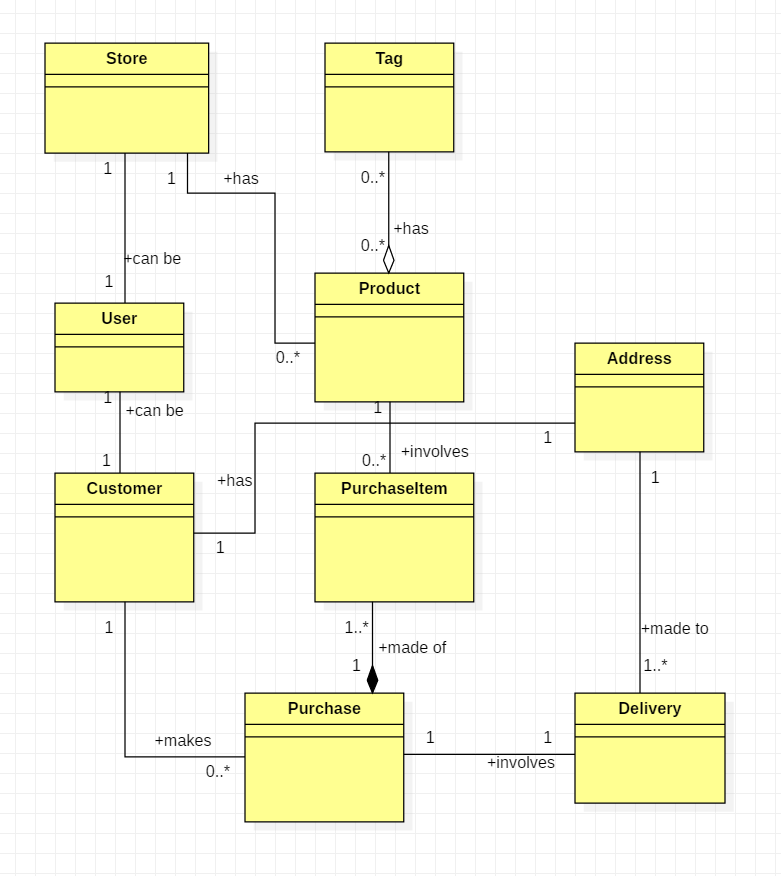 Store
Tag
1
1
+has
0..*
+has
+can be
0..*
1
Product
User
0..*
Address
1
+can be
1
1
+involves
1
0..*
1
+has
Customer
PurchaseItem
1
1
1..*
+made of
1
+made to
1..*
1
Purchase
Delivery
+makes
0..*
1
1
+involves